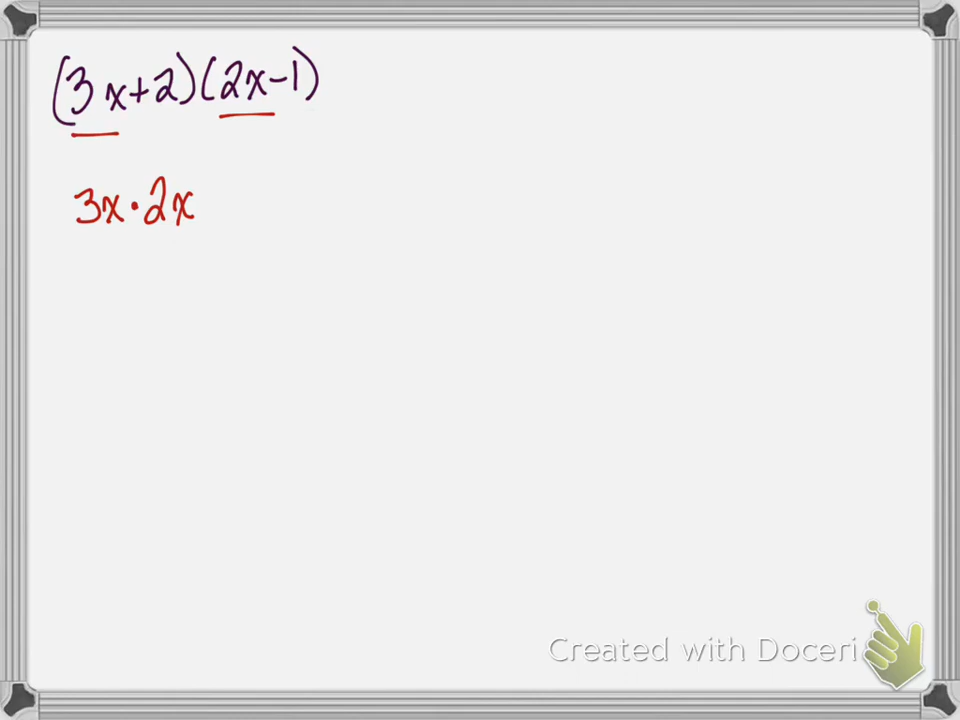 (3x+2)(2x-1)
3x·2x
Created with Doceri